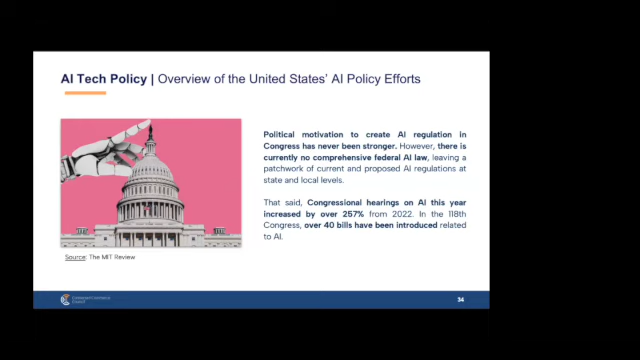 AI Tech Policy | Overview of the United States' AI Policy Efforts
Political motivation to create AI regulation in
Congress has never been stronger. However, there is
currently no comprehensive federal AI law, leaving a
patchwork of current and proposed AI regulations at
state and local levels.
That said, Congressional hearings on AI this year
increased by over 257% from 2022. In the 118th
Congress, over 40 bills have been introduced related
to AI.
Source: The MIT Review
34